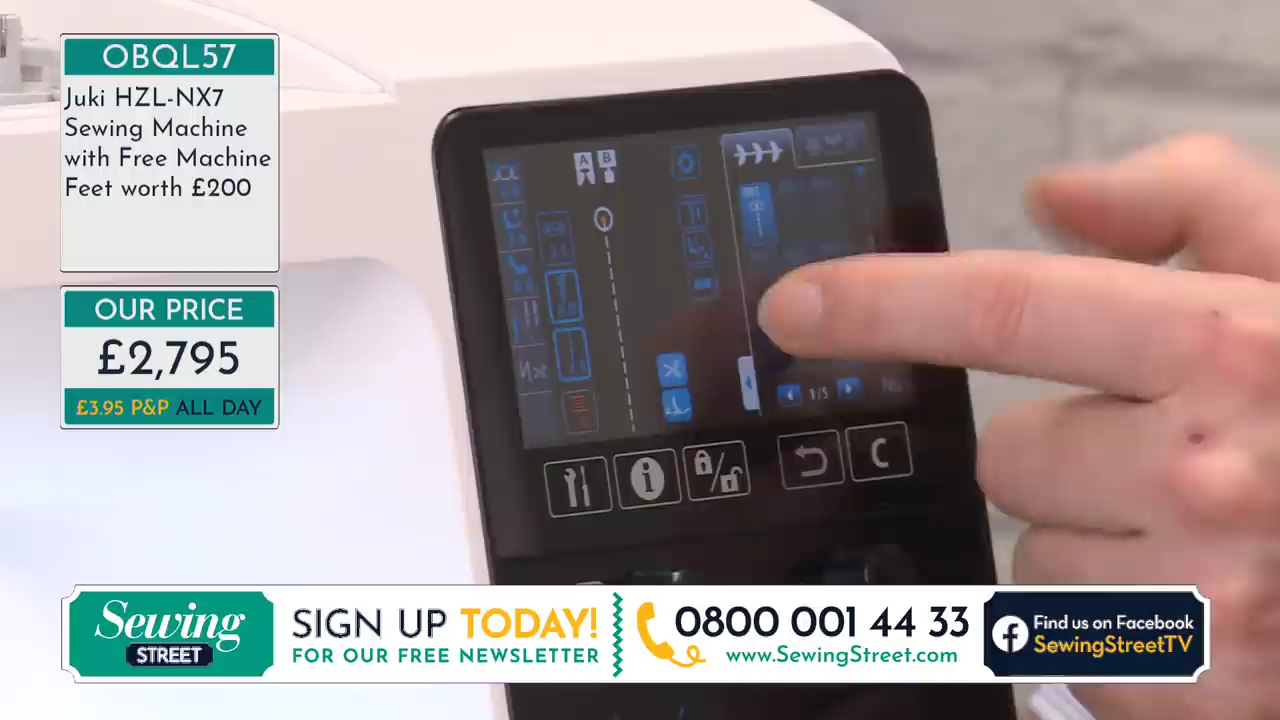 OBQL57
Juki HZL-NX7
Sewing Machine
with Free Machine
Feet worth £200
OUR PRICE
£2,795
£3.95 P&P ALL DAY
A B
1/5
i
C
Sewing
STREET
SIGN UP TODAY!
FOR OUR FREE NEWSLETTER
0800 001 44 33
www.SewingStreet.com
Find us on Facebook
SewingStreetTV